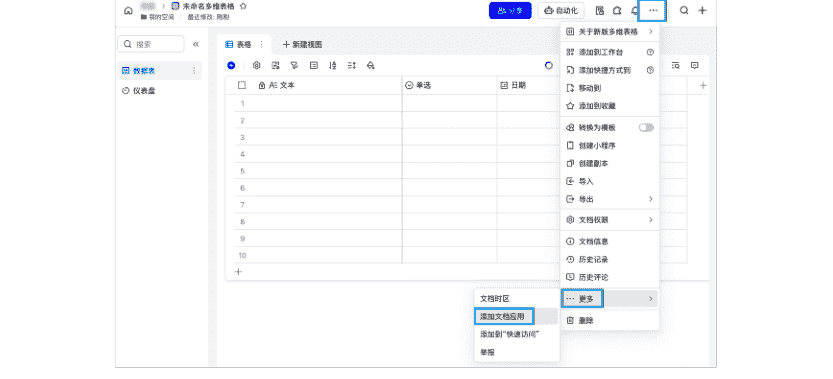 未命名多维表格
我的空间 最近修改: 刚刚
分享
自动化
搜索
数据表
仪表盘
表格
新建视图
文本
单选
日期
1
2
3
4
5
6
7
8
9
10
关于新版多维表格
添加到工作台
添加快捷方式到
移动到
添加到收藏
转换为模板
创建小程序
创建副本
导入
导出
文档权限
文档信息
历史记录
历史评论
更多
删除
文档时区
添加文档应用
添加到“快速访问”
举报